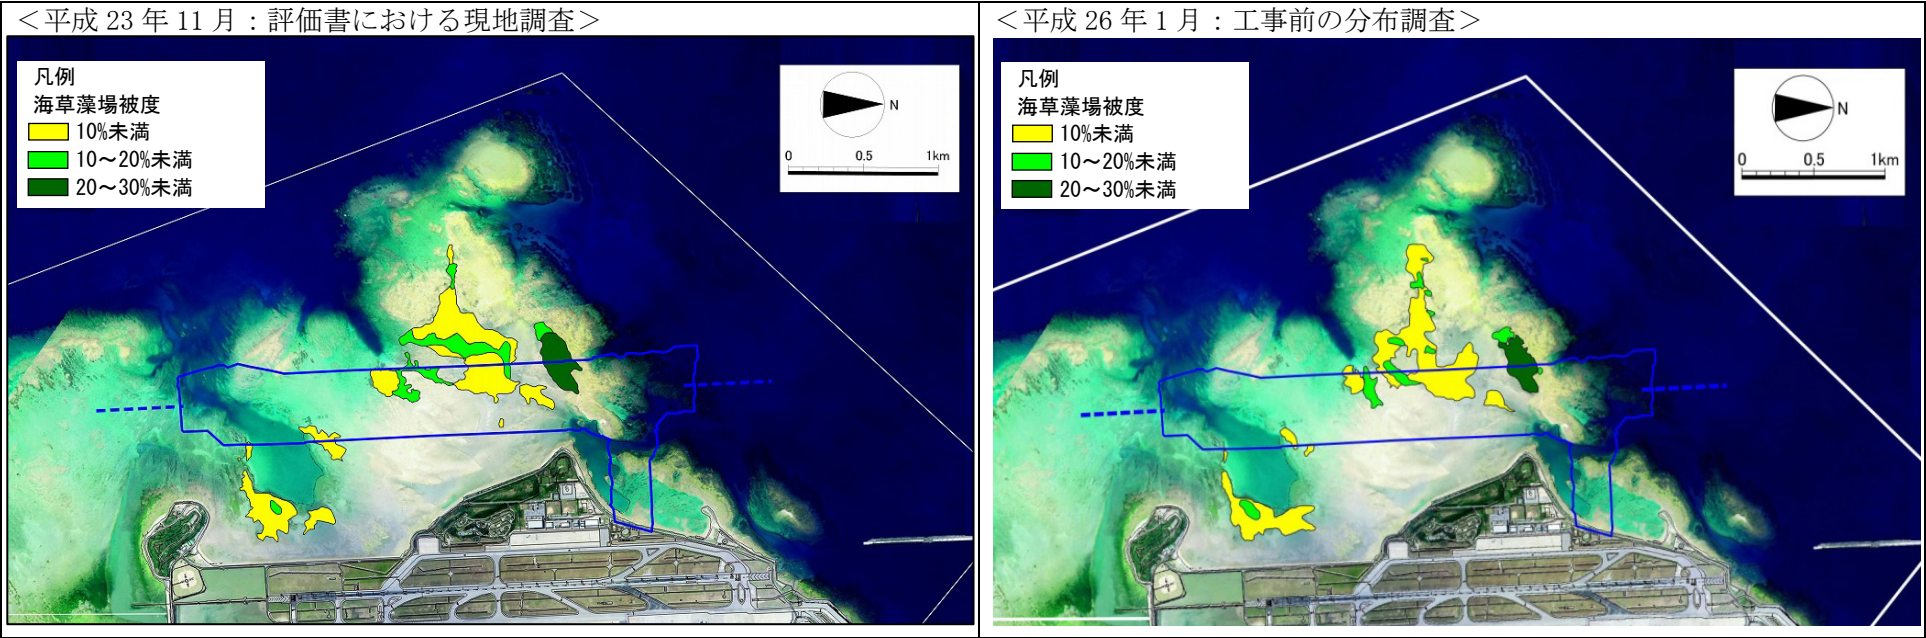 ＜平成 23 年 11 月：評価書における現地調査＞
凡例
海草藻場被度
10%未満
10～20%未満
20～30%未満
N
0 0.5 1km
＜平成 26 年 1 月：工事前の分布調査＞
凡例
海草藻場被度
10%未満
10～20%未満
20～30%未満
N
0 0.5 1km